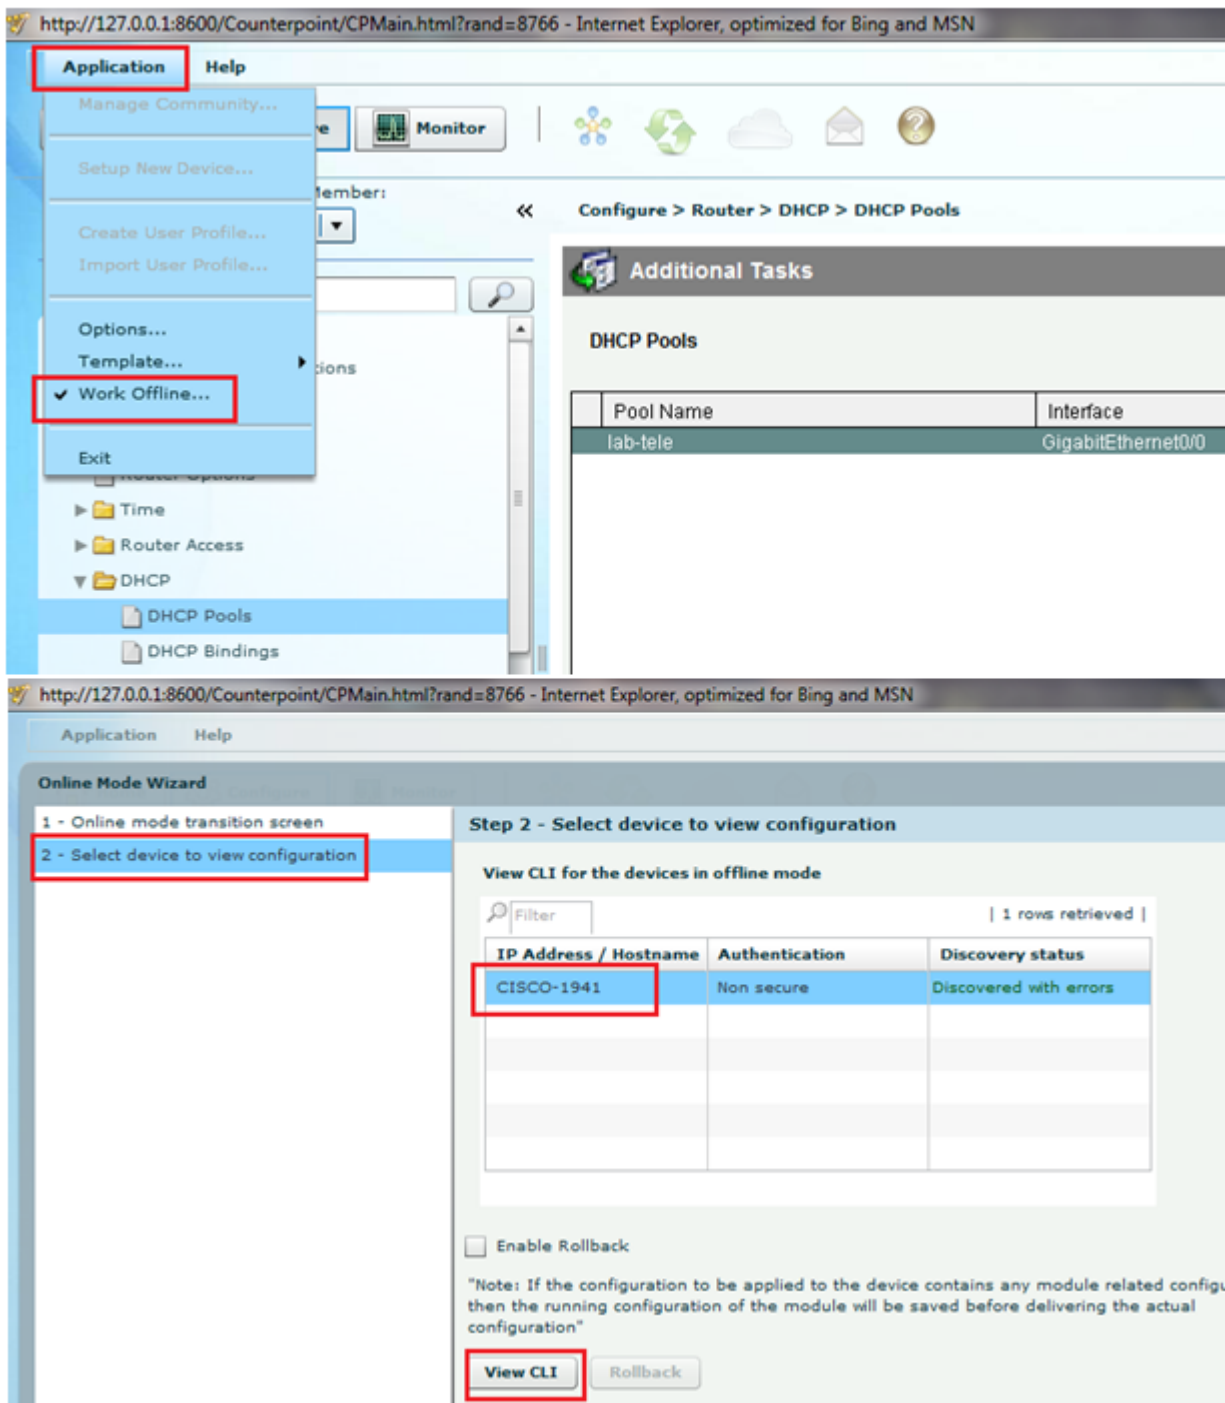 http://127.0.0.1:8600/Counterpoint/CPMain.html?rand=8766 - Internet Explorer, optimized for Bing and MSN
Application Help
Manage Community...
Monitor
Setup New Device...
Member:
Create User Profile...
Import User Profile...
Options...
Template...
Work Offline...
Exit
Router Options
Time
Router Access
DHCP
DHCP Pools
DHCP Bindings
Configure > Router > DHCP > DHCP Pools
Additional Tasks
DHCP Pools
Pool Name Interface
lab-tele GigabitEthernet0/0
http://127.0.0.1:8600/Counterpoint/CPMain.html?rand=8766 - Internet Explorer, optimized for Bing and MSN
Application Help
Online Mode Wizard
1 - Online mode transition screen
2 - Select device to view configuration
Step 2 - Select device to view configuration
View CLI for the devices in offline mode
Filter | 1 rows retrieved |
IP Address / Hostname Authentication Discovery status
CISCO-1941 Non secure Discovered with errors
Enable Rollback
"Note: If the configuration to be applied to the device contains any module related configu
then the running configuration of the module will be saved before delivering the actual
configuration"
View CLI Rollback